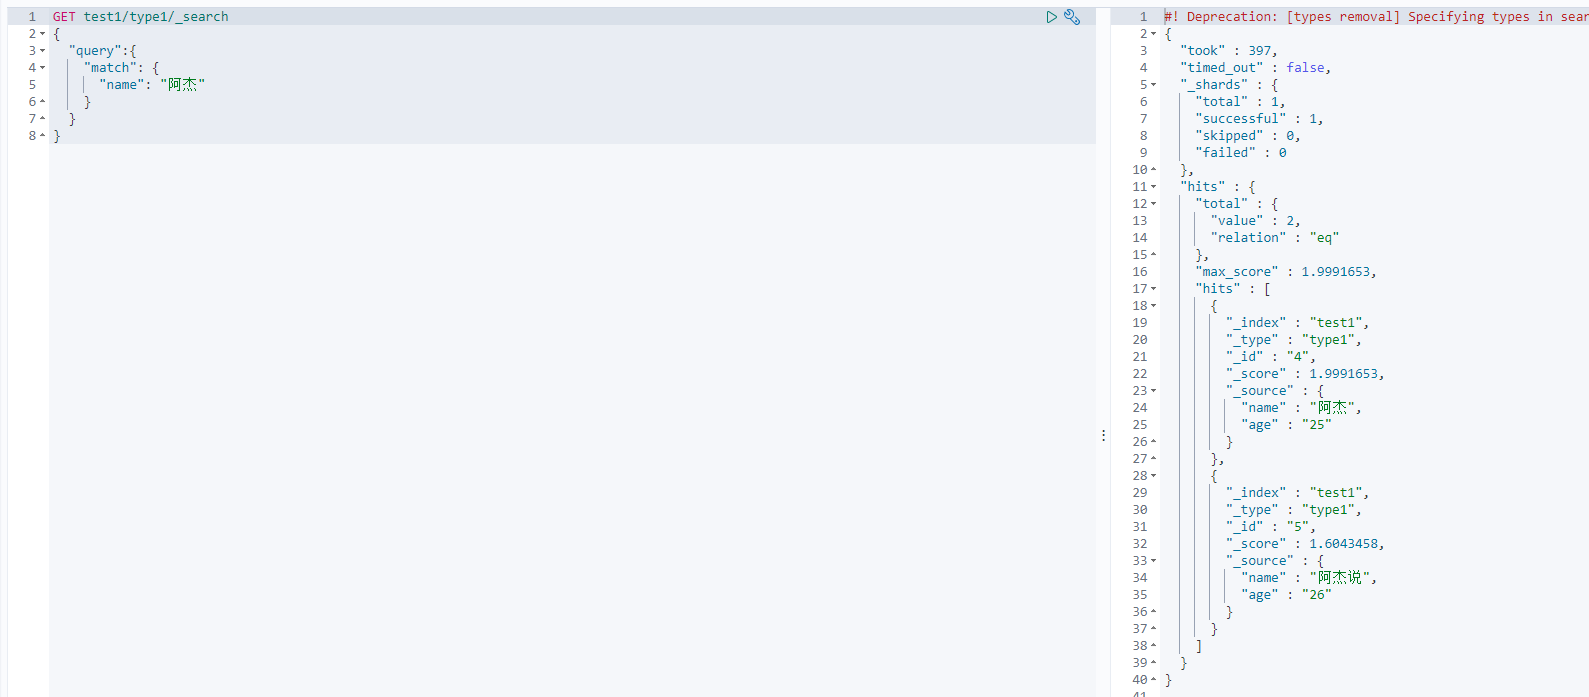 1 GET test1/type1/_search
2 {
3 "query":{
4 "match": {
5 "name": "阿杰"
6 }
7 }
8 }
1 #! Deprecation: [types removal] Specifying types in sear
2 {
3 "took" : 397,
4 "timed_out" : false,
5 "_shards" : {
6 "total" : 1,
7 "successful" : 1,
8 "skipped" : 0,
9 "failed" : 0
10 },
11 "hits" : {
12 "total" : {
13 "value" : 2,
14 "relation" : "eq"
15 },
16 "max_score" : 1.9991653,
17 "hits" : [
18 {
19 "_index" : "test1",
20 "_type" : "type1",
21 "_id" : "4",
22 "_score" : 1.9991653,
23 "_source" : {
24 "name" : "阿杰",
25 "age" : "25"
26 }
27 },
28 {
29 "_index" : "test1",
30 "_type" : "type1",
31 "_id" : "5",
32 "_score" : 1.6043458,
33 "_source" : {
34 "name" : "阿杰说",
35 "age" : "26"
36 }
37 }
38 ]
39 }
40 }
41